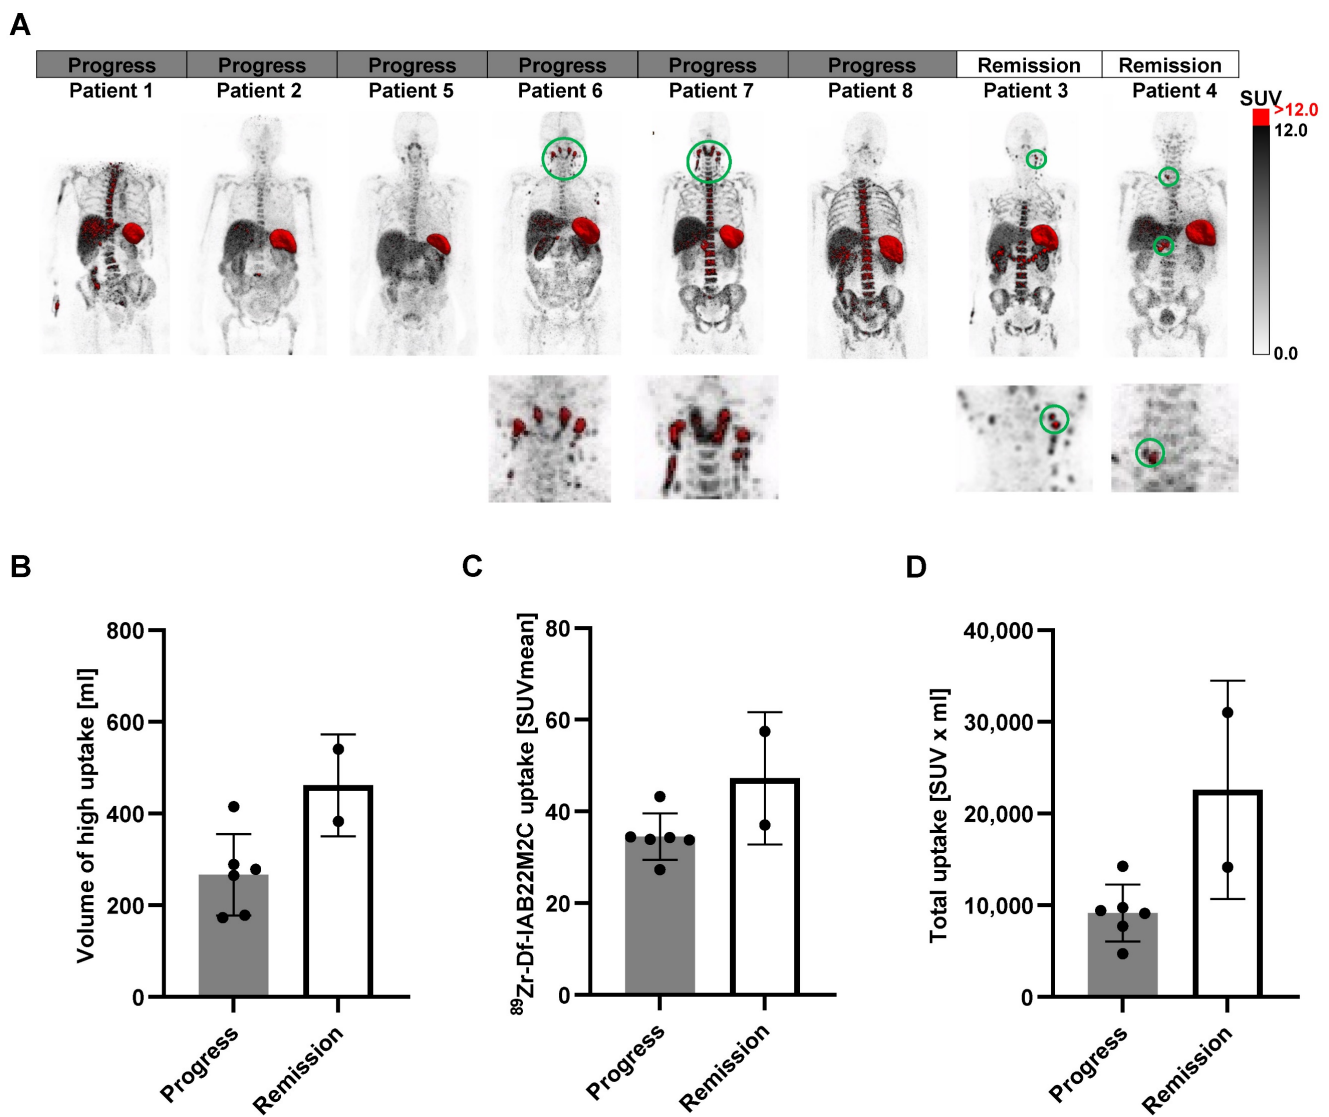 A
Progress Progress Progress Progress Progress Progress Remission Remission
Patient 1 Patient 2 Patient 5 Patient 6 Patient 7 Patient 8 Patient 3 Patient 4
SUV
>12.0
12.0
0.0
B
Volume of high uptake [ml]
800
600
400
200
0
Progress
Remission
C
⁸⁹Zr-Df-IAB22M2C uptake [SUVmean]
80
60
40
20
0
Progress
Remission
D
Total uptake [SUV x ml]
40,000
30,000
20,000
10,000
0
Progress
Remission